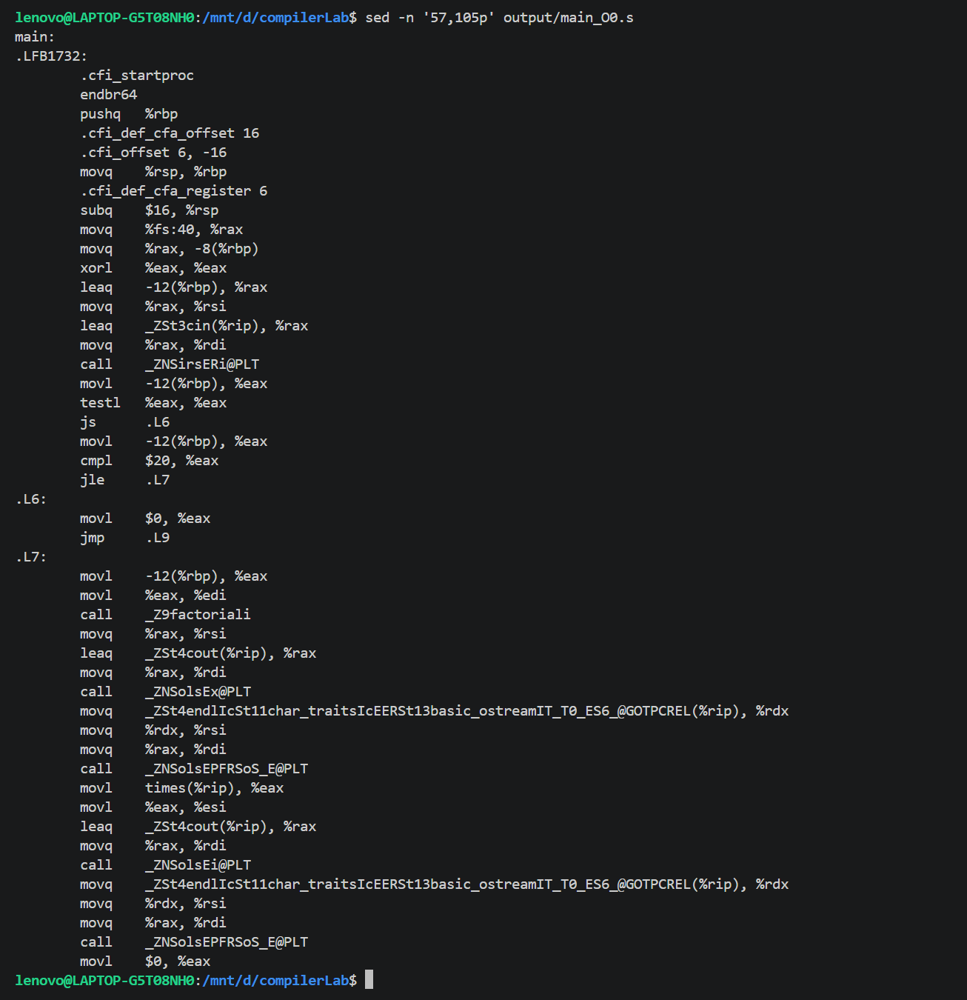 lenovo@LAPTOP-G5T08NH0:/mnt/d/compilerLab$ sed -n '57,105p' output/main_O0.s
main:
.LFB1732:
        .cfi_startproc
        endbr64
        pushq   %rbp
        .cfi_def_cfa_offset 16
        .cfi_offset 6, -16
        movq    %rsp, %rbp
        .cfi_def_cfa_register 6
        subq    $16, %rsp
        movq    %fs:40, %rax
        movq    %rax, -8(%rbp)
        xorl    %eax, %eax
        leaq    -12(%rbp), %rax
        movq    %rax, %rsi
        leaq    _ZSt3cin(%rip), %rax
        movq    %rax, %rdi
        call    _ZNSirsERi@PLT
        movl    -12(%rbp), %eax
        testl   %eax, %eax
        js      .L6
        movl    -12(%rbp), %eax
        cmpl    $20, %eax
        jle     .L7
.L6:
        movl    $0, %eax
        jmp     .L9
.L7:
        movl    -12(%rbp), %eax
        movl    %eax, %edi
        call    _Z9factoriali
        movq    %rax, %rsi
        leaq    _ZSt4cout(%rip), %rax
        movq    %rax, %rdi
        call    _ZNSolsEx@PLT
        movq    _ZSt4endlIcSt11char_traitsIcEERSt13basic_ostreamIT_T0_ES6_@GOTPCREL(%rip), %rdx
        movq    %rdx, %rsi
        movq    %rax, %rdi
        call    _ZNSolsEPFRSoS_E@PLT
        movl    times(%rip), %eax
        movl    %eax, %esi
        leaq    _ZSt4cout(%rip), %rax
        movq    %rax, %rdi
        call    _ZNSolsEi@PLT
        movq    _ZSt4endlIcSt11char_traitsIcEERSt13basic_ostreamIT_T0_ES6_@GOTPCREL(%rip), %rdx
        movq    %rdx, %rsi
        movq    %rax, %rdi
        call    _ZNSolsEPFRSoS_E@PLT
        movl    $0, %eax
lenovo@LAPTOP-G5T08NH0:/mnt/d/compilerLab$